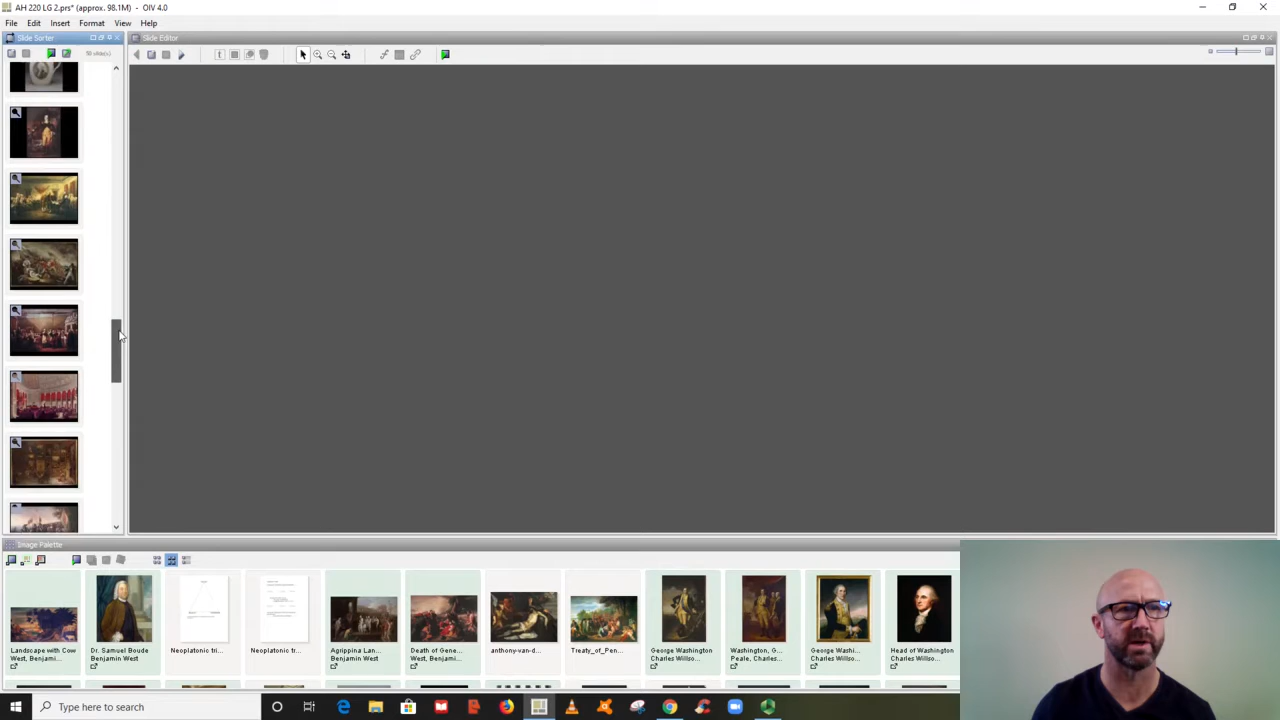 AH 220 LG 2.prs* (approx. 98.1M) - OIV 4.0
File Edit Insert Format View Help
Slide Sorter
Slide Editor
50 slide(s)
Image Palette
Landscape with Cow
West, Benjami...
Dr. Samuel Boude
Benjamin West
Neoplatonic tri...
Neoplatonic tr...
Agrippina Lan...
Benjamin West
Death of Gene...
West, Benjami...
anthony-van-d...
Treaty_of_Pen...
George Washington
Charles Willso...
Washington, G...
Peale, Charles...
George Washi...
Charles Willso...
Head of Washington
Charles Willso...
Type here to search